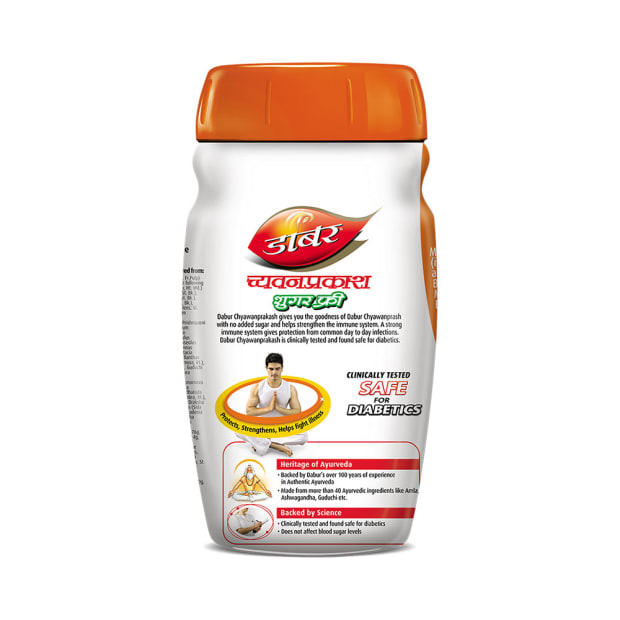 डाबर
च्यवनप्रकाश
शुगर फ्री
Dabur Chyawanprakash gives you the goodness of Dabur Chyawanprash
with no added sugar and helps strengthen the immune system. A strong
immune system gives protection from common day to day infections.
Dabur Chyawanprakash is clinically tested and found safe for diabetics.
CLINICALLY TESTED
SAFE
FOR
DIABETICS
Protects, Strengthens, Helps fight illness
Heritage of Ayurveda
• Backed by Dabur's over 100 years of experience
in Authentic Ayurveda
• Made from more than 40 Ayurvedic ingredients like Amla,
Ashwagandha, Guduchi etc.
Backed by Science
• Clinically tested and found safe for diabetics
• Does not affect blood sugar levels